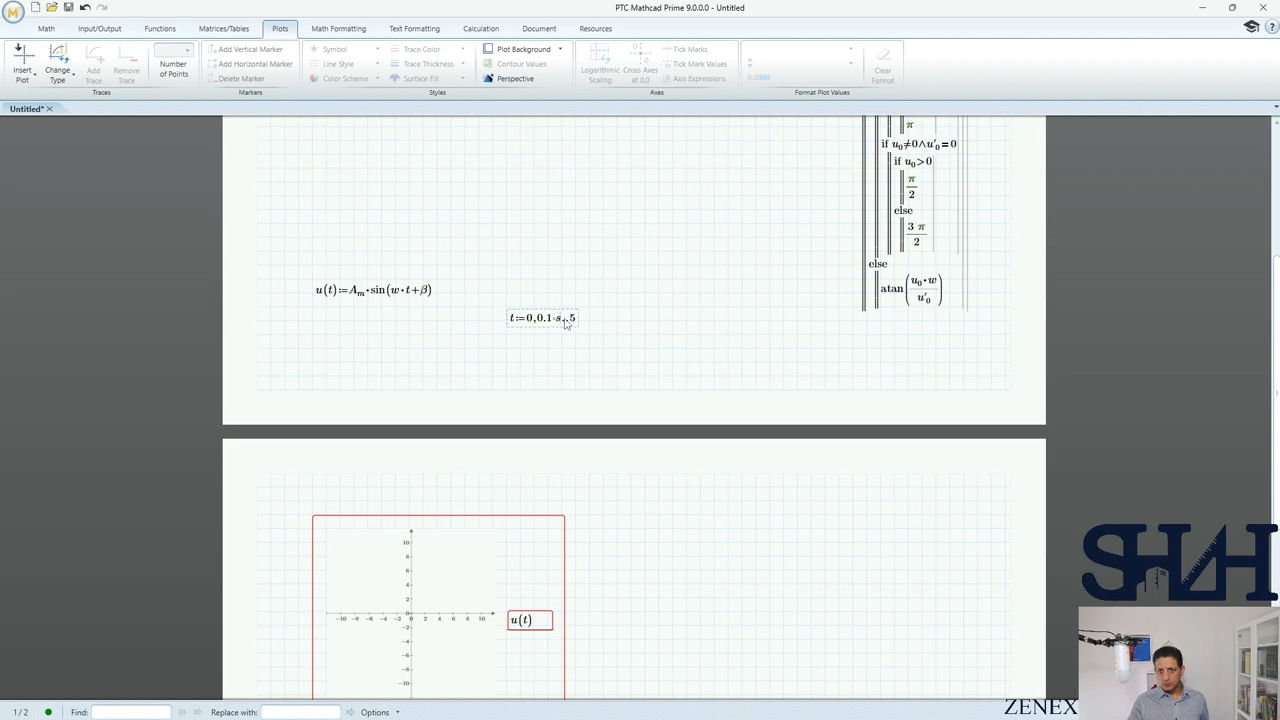 PTC Mathcad Prime 9.0.0.0 - Untitled
Math Input/Output Functions Matrices/Tables Plots Math Formatting Text Formatting Calculation Document Resources
Insert Plot
Change Type
Add Trace
Remove Trace
Traces
Number of Points
Add Vertical Marker
Add Horizontal Marker
Delete Marker
Markers
Symbol
Line Style
Color Scheme
Trace Color
Trace Thickness
Surface Fill
Styles
Plot Background
Contour Values
Perspective
Logarithmic Scaling
Cross Axes at 0,0
Tick Marks
Tick Mark Values
Axis Expressions
Axes
Clear Format
Format Plot Values
Untitled*
π
if u₀≠0∧u'₀=0
if u₀>0
π
2
else
3 π
2
else
atan(u₀•w
u'₀)
u(t):=Aₘ•sin(w•t+β)
t:=0,0.1 s..5
10
8
6
4
2
0
-10 -8 -6 -4 -2 0 2 4 6 8 10
-2
-4
-6
-8
-10
u(t)
SHZH
ZENEX
1 / 2 Find: Replace with: Options